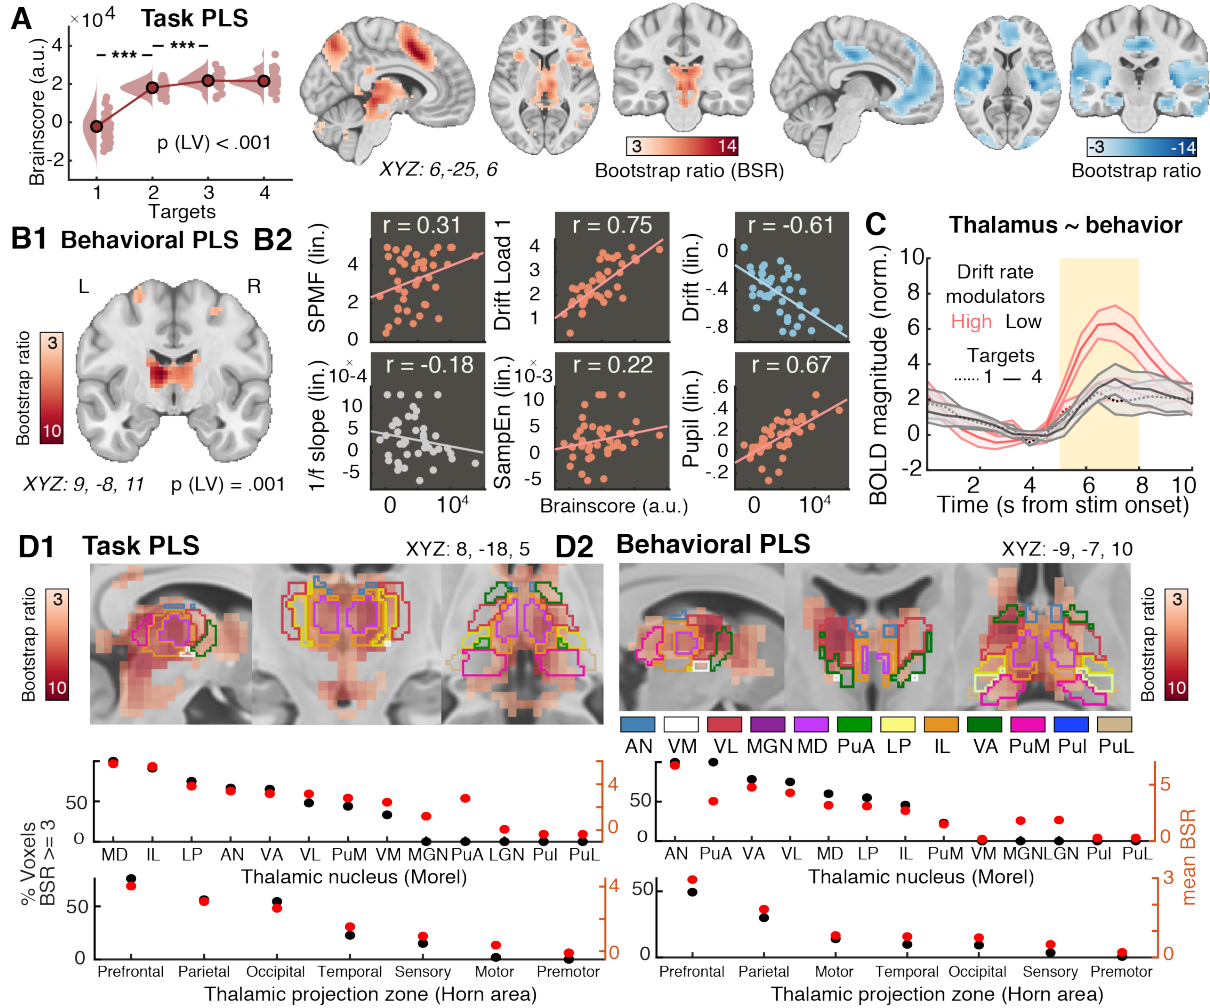 A
Task PLS
×10⁴
Brainscore (a.u.)
4
2
0
-2
***
***
p (LV) < .001
1 2 3 4
Targets
XYZ: 6,-25, 6
3 14
Bootstrap ratio (BSR)
-3 -14
Bootstrap ratio
B1 Behavioral PLS
L R
Bootstrap ratio
3
10
XYZ: 9, -8, 11
p (LV) = .001
B2
r = 0.31
SPMF (lin.)
4
2
0
r = 0.75
Drift Load 1
4
3
2
1
r = -0.61
Drift (lin.)
0
-.4
-.8
r = -0.18
1/f slope (lin.)
×
10-4
10
5
0
-5
0 10⁴
r = 0.22
SampEn (lin.)
×
10-3
10
5
0
-5
r = 0.67
Pupil (lin.)
.6
.4
.2
0
-.2
0 10⁴
Brainscore (a.u.)
C Thalamus ~ behavior
BOLD magnitude (norm.)
10
8
6
4
2
0
-2
Drift rate
modulators
High Low
Targets
1 4
2 4 6 8 10
Time (s from stim onset)
D1 Task PLS
XYZ: 8, -18, 5
Bootstrap ratio
3
10
D2 Behavioral PLS
XYZ: -9, -7, 10
Bootstrap ratio
3
10
AN VM VL MGN MD PuA LP IL VA PuM PuI PuL
% Voxels
BSR >= 3
50
0
4
2
0
MD IL LP AN VA VL PuM VM MGN PuA LGN PuI PuL
Thalamic nucleus (Morel)
50
0
4
2
0
Prefrontal Parietal Occipital Temporal Sensory Motor Premotor
Thalamic projection zone (Horn area)
50
0
5
0
AN PuA VA VL MD LP IL PuM VM MGN LGN PuI PuL
Thalamic nucleus (Morel)
mean BSR
50
0
3
2
1
0
Prefrontal Parietal Motor Temporal Occipital Sensory Premotor
Thalamic projection zone (Horn area)